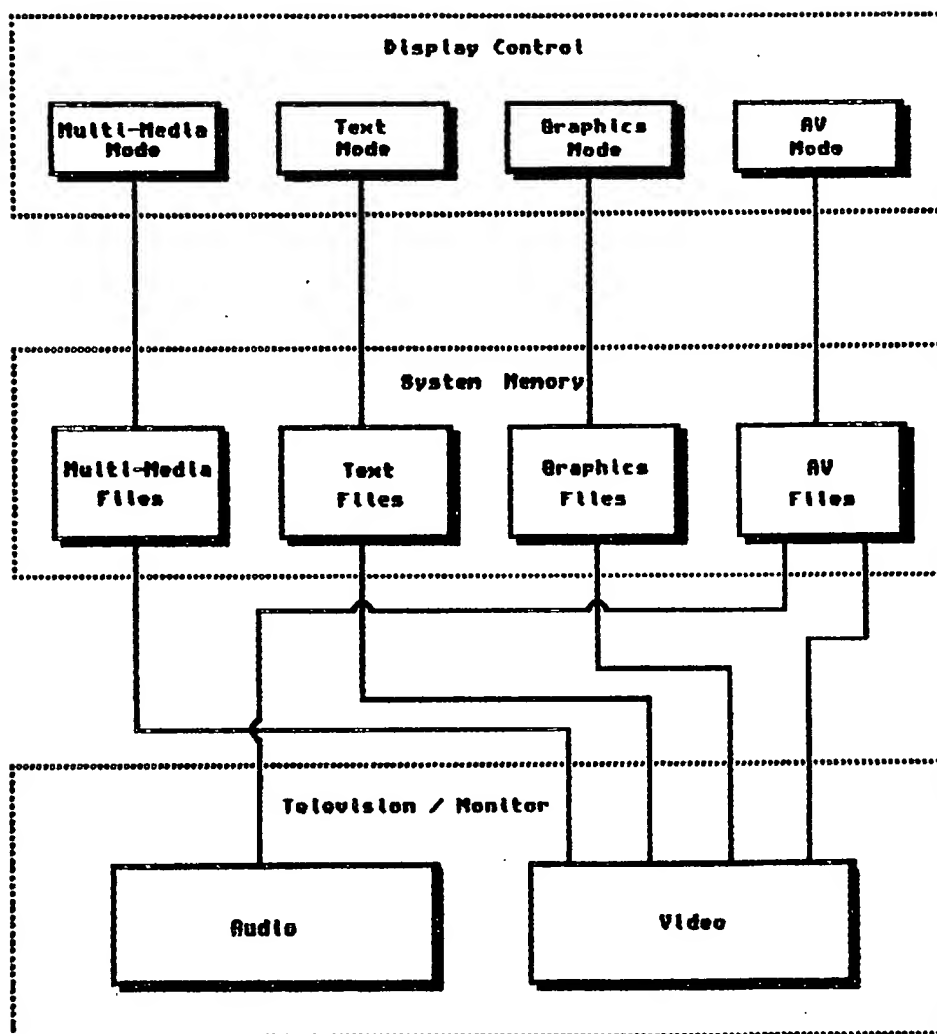 Display Control
Multi-Media
Mode
Text
Mode
Graphics
Mode
AV
Mode
System Memory
Multi-Media
Files
Text
Files
Graphics
Files
AV
Files
Television / Monitor
Audio
Video